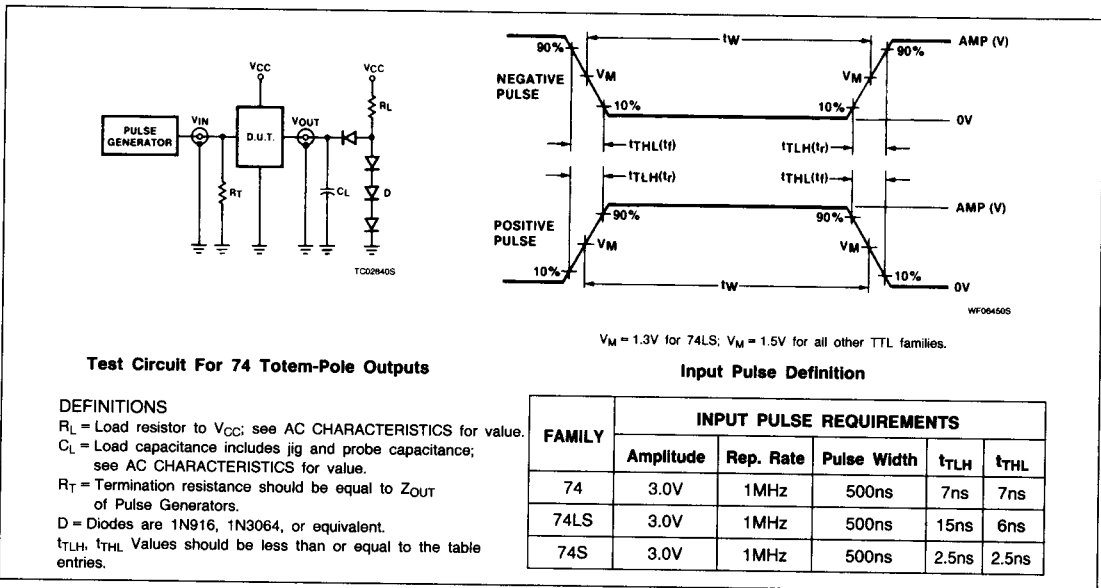 VCC
VCC
RL
PULSE GENERATOR
VIN
D.U.T.
VOUT
RT
CL
D
TC02840S
Test Circuit For 74 Totem-Pole Outputs
NEGATIVE PULSE
90%
VM
10%
tW
10%
VM
90%
AMP (V)
0V
tTHL(tf)
tTLH(tr)
tTLH(tr)
tTHL(tf)
POSITIVE PULSE
10%
VM
90%
tW
90%
VM
10%
AMP (V)
0V
WF06450S
VM = 1.3V for 74LS; VM = 1.5V for all other TTL families.
Input Pulse Definition
DEFINITIONS
RL = Load resistor to VCC; see AC CHARACTERISTICS for value.
CL = Load capacitance includes jig and probe capacitance;
see AC CHARACTERISTICS for value.
RT = Termination resistance should be equal to ZOUT
of Pulse Generators.
D = Diodes are 1N916, 1N3064, or equivalent.
tTLH, tTHL Values should be less than or equal to the table
entries.
FAMILY INPUT PULSE REQUIREMENTS
Amplitude Rep. Rate Pulse Width tTLH tTHL
74 3.0V 1MHz 500ns 7ns 7ns
74LS 3.0V 1MHz 500ns 15ns 6ns
74S 3.0V 1MHz 500ns 2.5ns 2.5ns